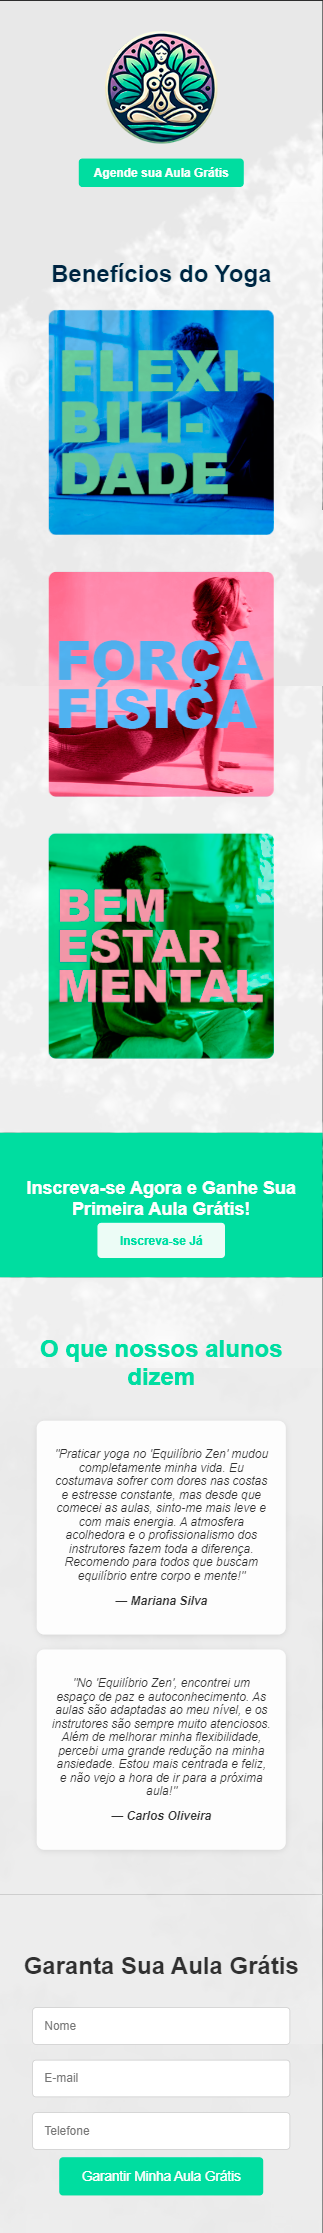 Agende sua Aula Grátis
Benefícios do Yoga
FLEXI-
BILI-
DADE
FORÇA
FÍSICA
BEM
ESTAR
MENTAL
Inscreva-se Agora e Ganhe Sua
Primeira Aula Grátis!
Inscreva-se Já
O que nossos alunos
dizem
"Praticar yoga no 'Equilíbrio Zen' mudou
completamente minha vida. Eu
costumava sofrer com dores nas costas
e estresse constante, mas desde que
comecei as aulas, sinto-me mais leve e
com mais energia. A atmosfera
acolhedora e o profissionalismo dos
instrutores fazem toda a diferença.
Recomendo para todos que buscam
equilíbrio entre corpo e mente!"
— Mariana Silva
"No 'Equilíbrio Zen', encontrei um
espaço de paz e autoconhecimento. As
aulas são adaptadas ao meu nível, e os
instrutores são sempre muito atenciosos.
Além de melhorar minha flexibilidade,
percebi uma grande redução na minha
ansiedade. Estou mais centrada e feliz,
e não vejo a hora de ir para a próxima
aula!"
— Carlos Oliveira
Garanta Sua Aula Grátis
Nome
E-mail
Telefone
Garantir Minha Aula Grátis